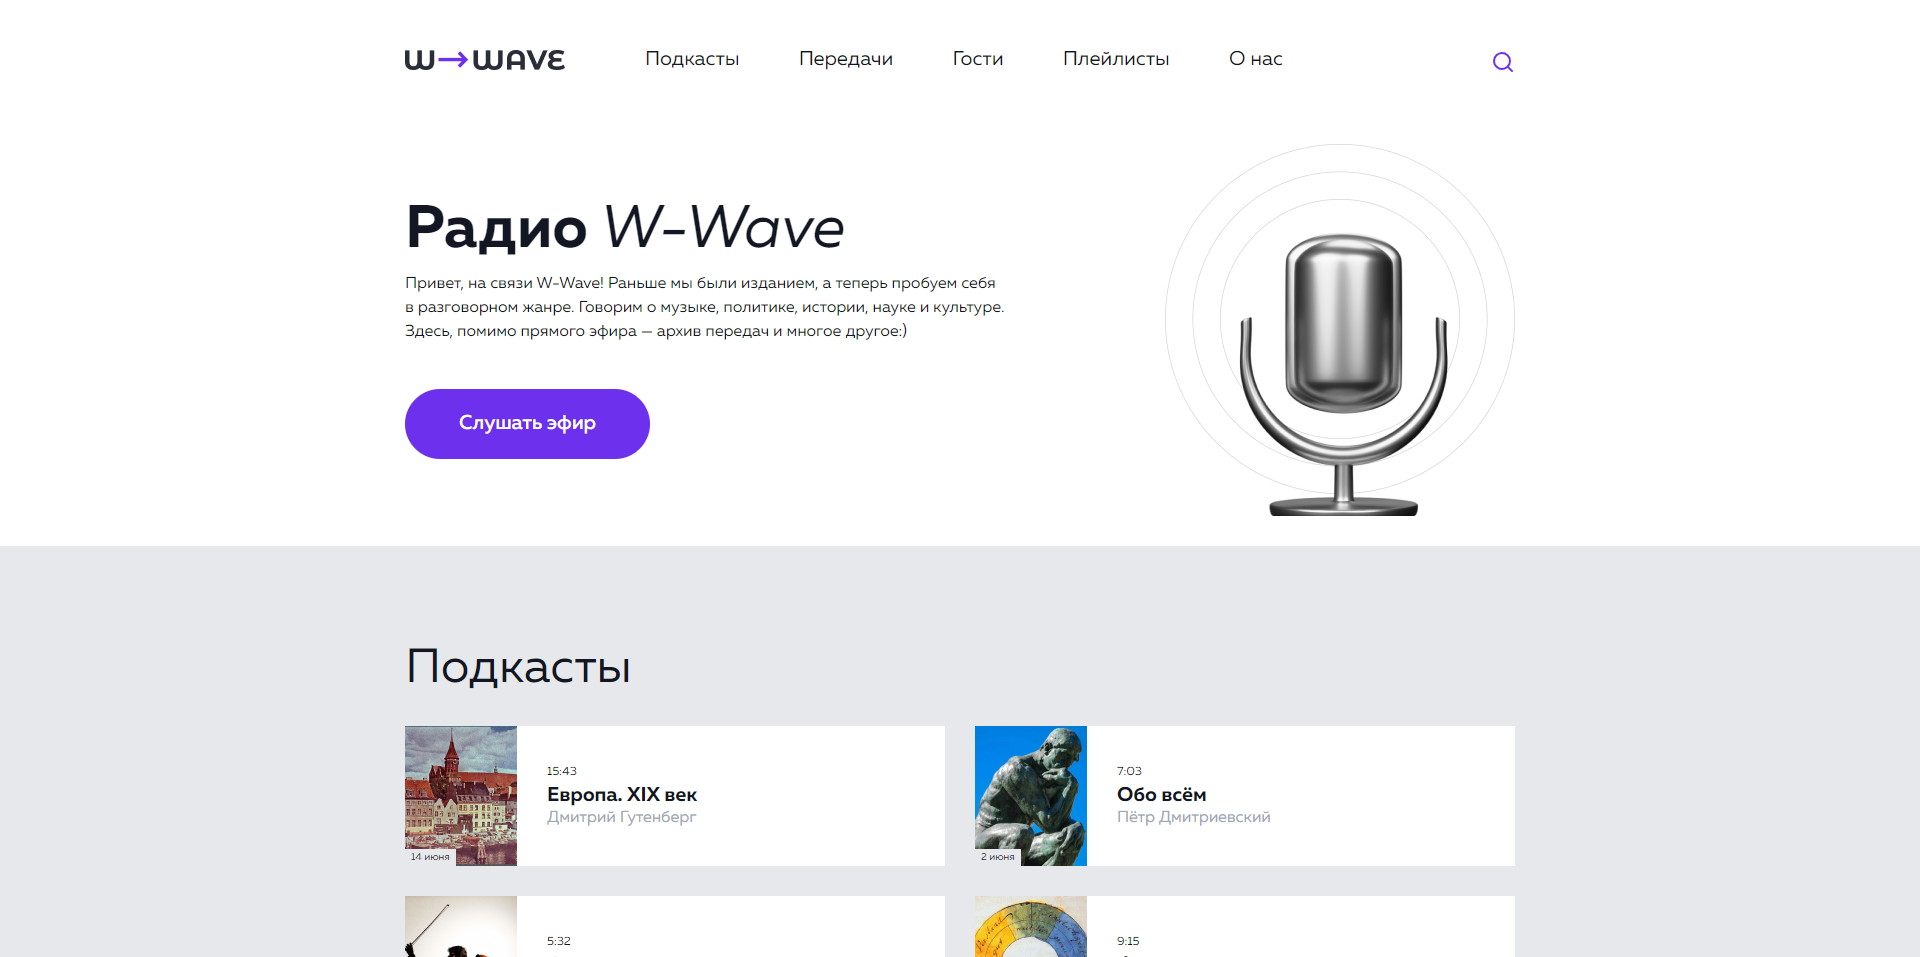 W→WAVE
Подкасты
Передачи
Гости
Плейлисты
О нас
Радио W-Wave
Привет, на связи W-Wave! Раньше мы были изданием, а теперь пробуем себя
в разговорном жанре. Говорим о музыке, политике, истории, науке и культуре.
Здесь, помимо прямого эфира — архив передач и многое другое:)
Слушать эфир
Подкасты
15:43
Европа. XIX век
Дмитрий Гутенберг
14 июня
7:03
Обо всём
Пётр Дмитриевский
2 июня
5:32
9:15